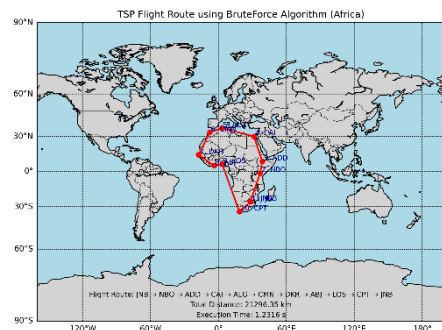 TSP Flight Route using BruteForce Algorithm (Africa)
90°N
60°N
30°N
0°
30°S
60°S
90°S
CAI
ADD
NBO
CPT
Flight Route: JNB → NBO → ADD → CAI → ALG → CMN → DKR → ABJ → LOS → CPT → JNB
Total Distance: 21296.35 km
Execution Time: 1.2316 s
120°W
60°W
0°
60°E
120°E
180°